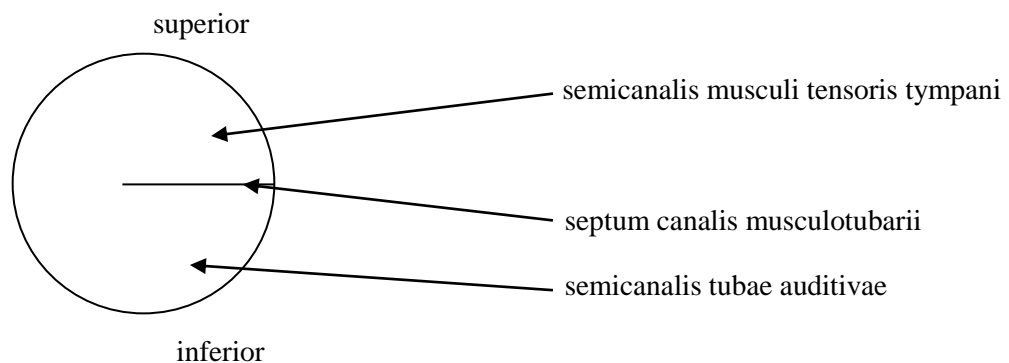 superior
semicanalis musculi tensoris tympani
septum canalis musculotubarii
semicanalis tubae auditivae
inferior